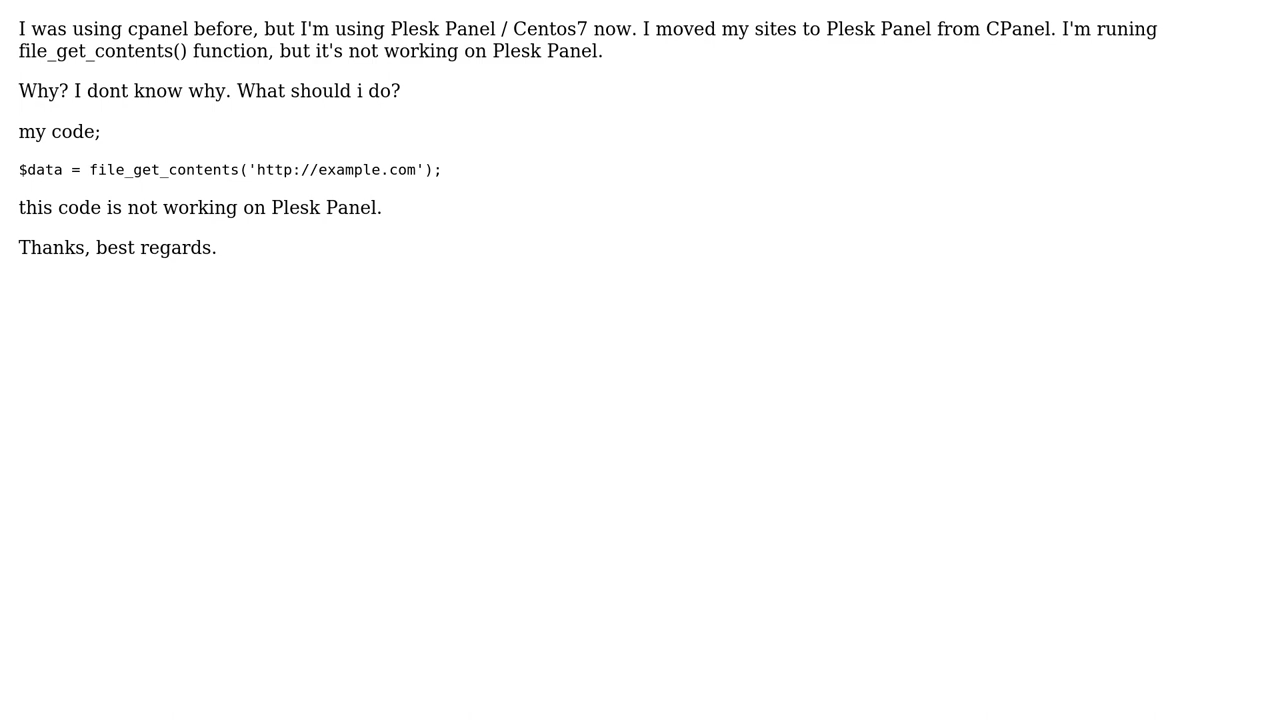 I was using cpanel before, but I'm using Plesk Panel / Centos7 now. I moved my sites to Plesk Panel from CPanel. I'm runing
file_get_contents() function, but it's not working on Plesk Panel.
Why? I dont know why. What should i do?
my code;
$data = file_get_contents('http://example.com');
this code is not working on Plesk Panel.
Thanks, best regards.